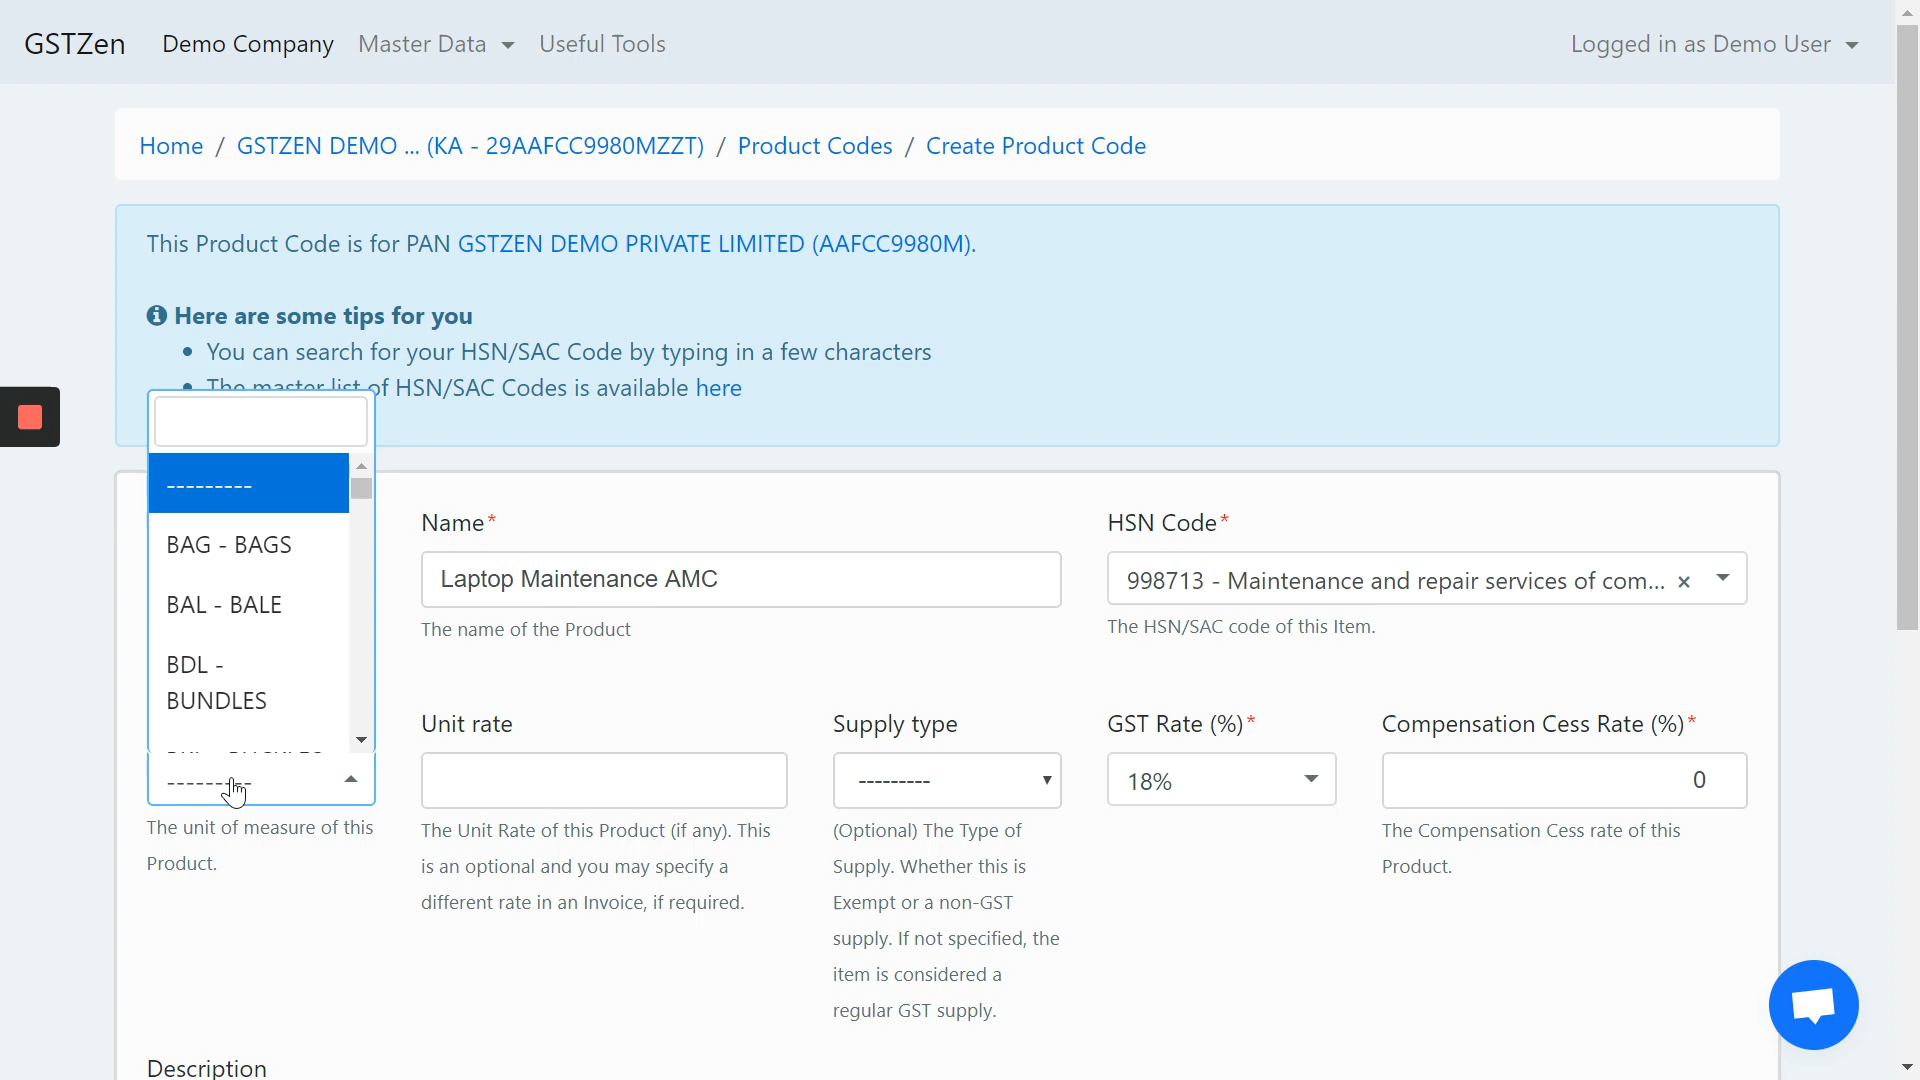 GSTZen Demo Company Master Data Useful Tools Logged in as Demo User
Home / GSTZEN DEMO ... (KA - 29AAFCC9980MZZT) / Product Codes / Create Product Code
This Product Code is for PAN GSTZEN DEMO PRIVATE LIMITED (AAFCC9980M).
Here are some tips for you
• You can search for your HSN/SAC Code by typing in a few characters
• The master list of HSN/SAC Codes is available here
---------
BAG - BAGS
BAL - BALE
BDL -
BUNDLES
---------
The unit of measure of this
Product.
Name*
Laptop Maintenance AMC
The name of the Product
HSN Code*
998713 - Maintenance and repair services of com... ×
The HSN/SAC code of this Item.
Unit rate
The Unit Rate of this Product (if any). This
is an optional and you may specify a
different rate in an Invoice, if required.
Supply type
---------
(Optional) The Type of
Supply. Whether this is
Exempt or a non-GST
supply. If not specified, the
item is considered a
regular GST supply.
GST Rate (%)*
18%
Compensation Cess Rate (%)*
0
The Compensation Cess rate of this
Product.
Description